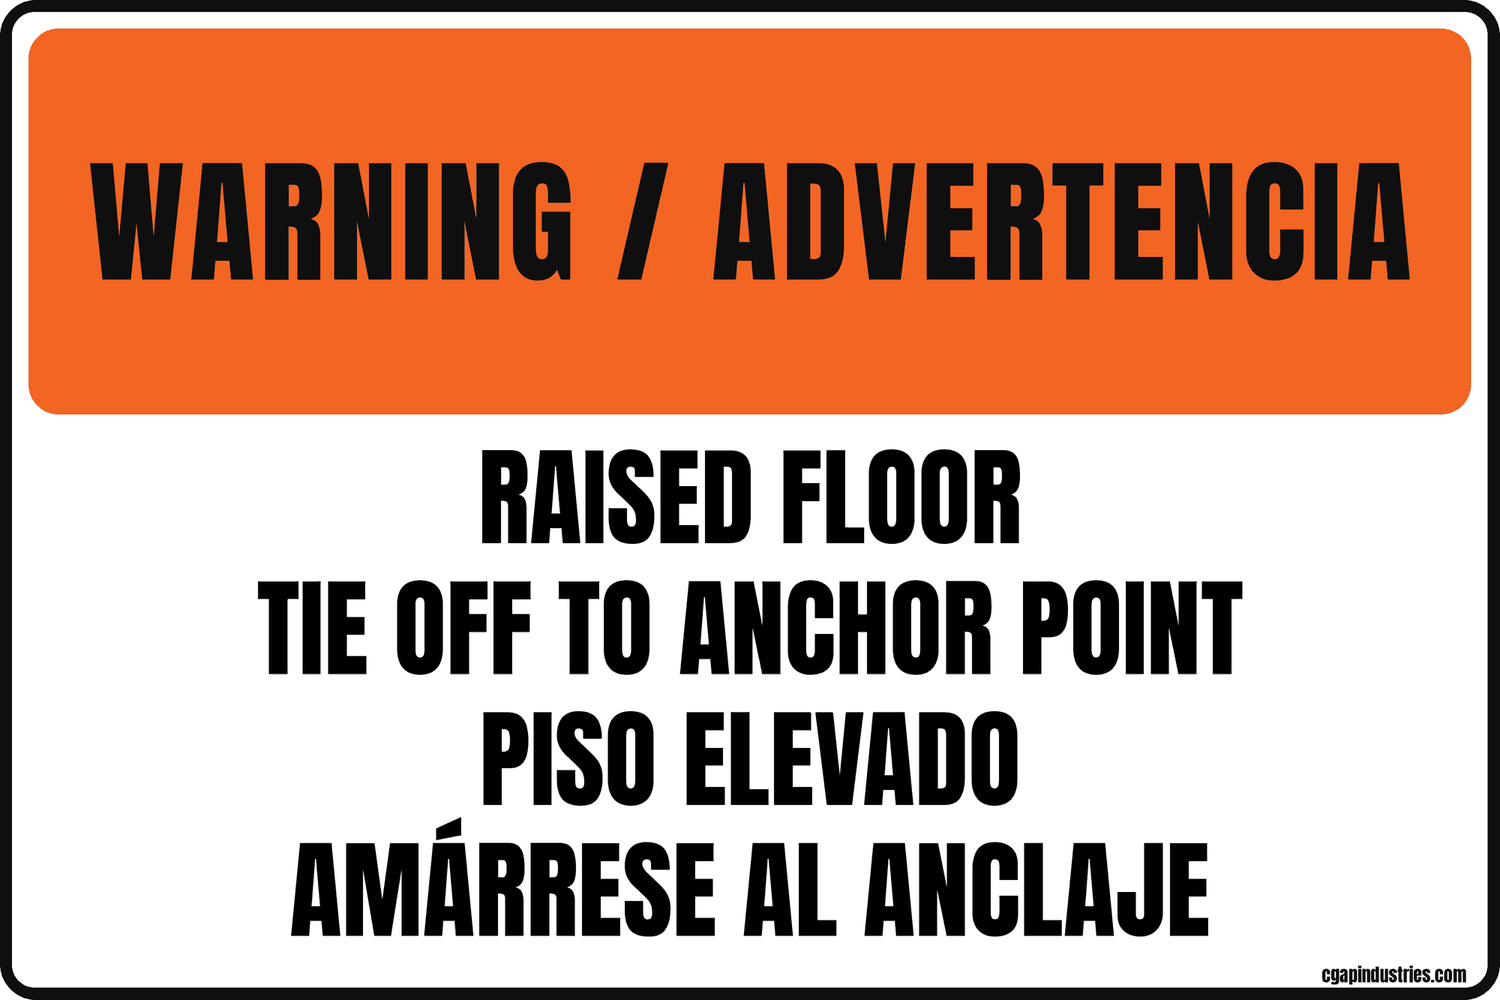 WARNING / ADVERTENCIA
RAISED FLOOR
TIE OFF TO ANCHOR POINT
PISO ELEVADO
AMÁRRESE AL ANCLAJE
cgapindustries.com